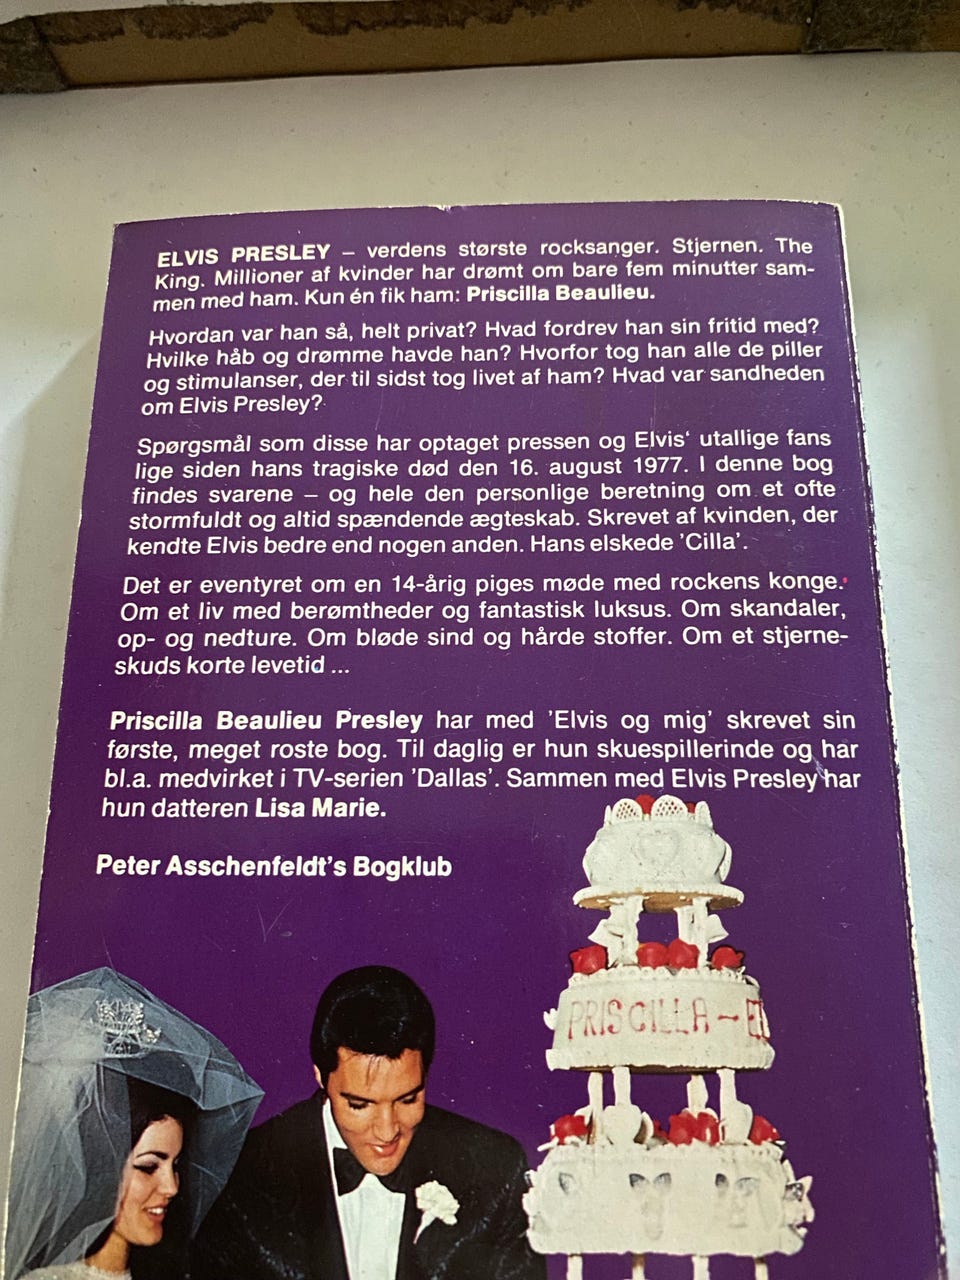 ELVIS PRESLEY – verdens største rocksanger. Stjernen. The
King. Millioner af kvinder har drømt om bare fem minutter sam-
men med ham. Kun én fik ham: Priscilla Beaulieu.
Hvordan var han så, helt privat? Hvad fordrev han sin fritid med?
Hvilke håb og drømme havde han? Hvorfor tog han alle de piller
og stimulanser, der til sidst tog livet af ham? Hvad var sandheden
om Elvis Presley?
Spørgsmål som disse har optaget pressen og Elvis‘ utallige fans
lige siden hans tragiske død den 16. august 1977. I denne bog
findes svarene – og hele den personlige beretning om et ofte
stormfuldt og altid spændende ægteskab. Skrevet af kvinden, der
kendte Elvis bedre end nogen anden. Hans elskede ’Cilla’.
Det er eventyret om en 14-årig piges møde med rockens konge.
Om et liv med berømtheder og fantastisk luksus. Om skandaler,
op- og nedture. Om bløde sind og hårde stoffer. Om et stjerne-
skuds korte levetid ...
Priscilla Beaulieu Presley har med ’Elvis og mig’ skrevet sin
første, meget roste bog. Til daglig er hun skuespillerinde og har
bl.a. medvirket i TV-serien ’Dallas’. Sammen med Elvis Presley har
hun datteren Lisa Marie.
Peter Asschenfeldt’s Bogklub
PRISCILLA – EL